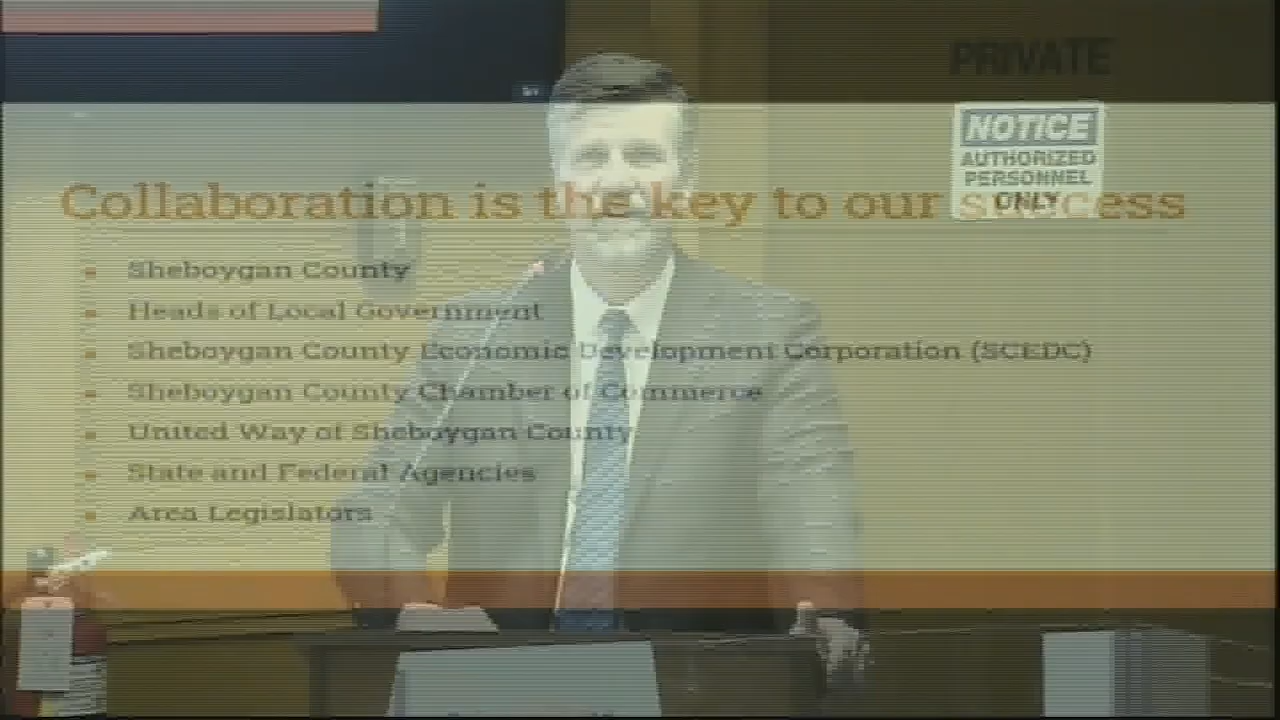 PRIVATE
NOTICE
AUTHORIZED
PERSONNEL
ONLY
Collaboration is the key to our success
Sheboygan County
Heads of Local Government
Sheboygan County Economic Development Corporation (SCEDC)
Sheboygan County Chamber of Commerce
United Way of Sheboygan County
State and Federal Agencies
Area Legislators